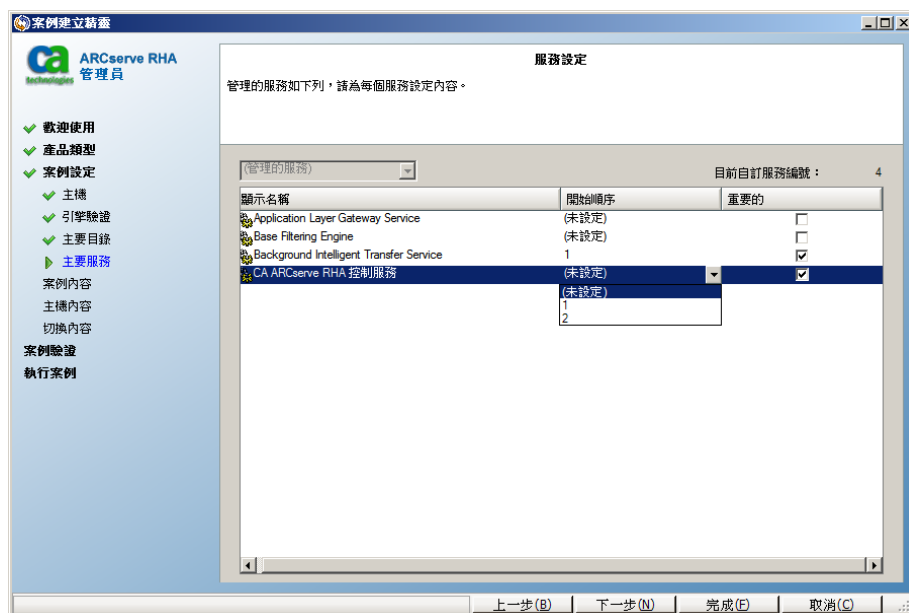 案例建立精靈
ca
technologies
ARCserve RHA
管理員
歡迎使用
產品類型
案例設定
主機
引擎驗證
主要目錄
主要服務
案例內容
主機內容
切換內容
案例驗證
執行案例
服務設定
管理的服務如下列，請為每個服務設定內容。
(管理的服務)
目前自訂服務編號： 4
顯示名稱 開始順序 重要的
Application Layer Gateway Service (未設定)
Base Filtering Engine (未設定)
Background Intelligent Transfer Service 1
CA ARCserve RHA 控制服務 (未設定)
(未設定)
1
2
上一步(B) 下一步(N) 完成(F) 取消(C)